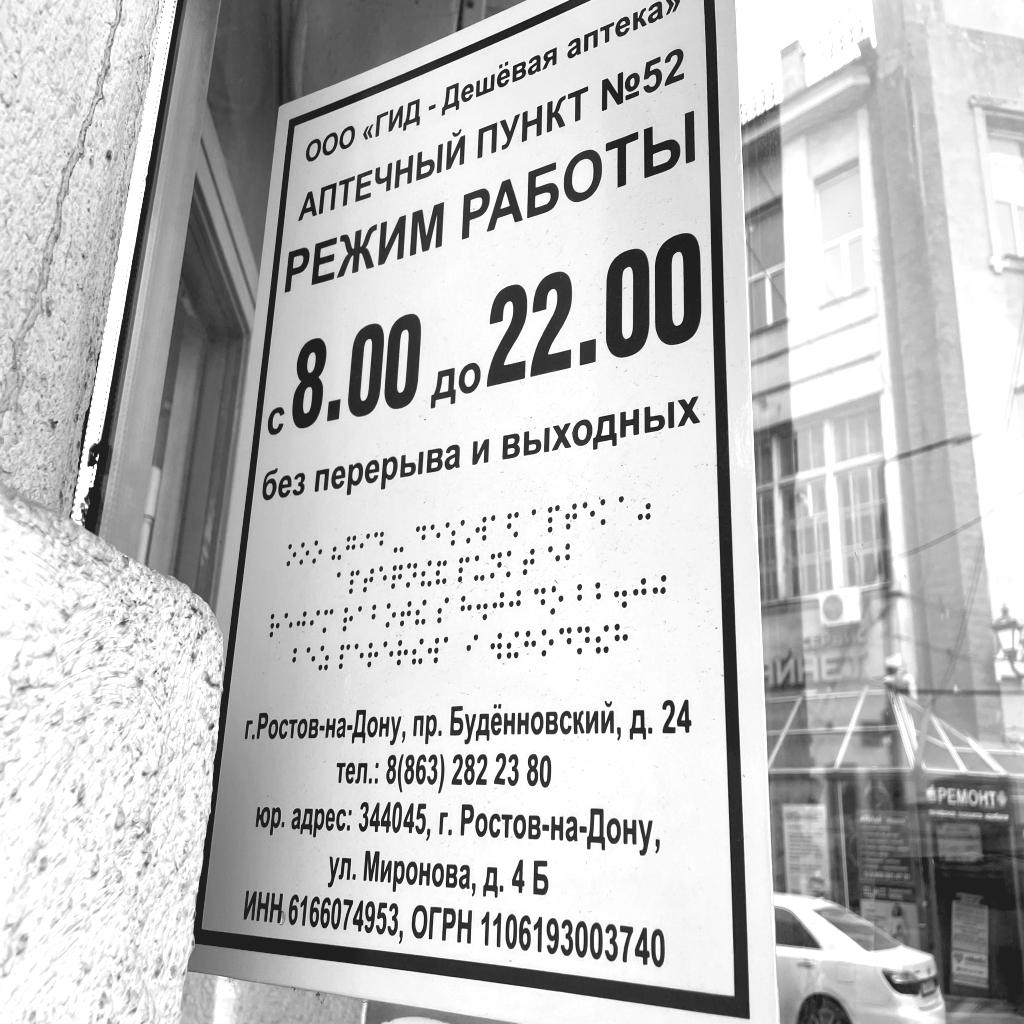 ООО «ГИД - Дешёвая аптека»
АПТЕЧНЫЙ ПУНКТ №52
РЕЖИМ РАБОТЫ
с 8.00 до 22.00
без перерыва и выходных
г.Ростов-на-Дону, пр. Будённовский, д. 24
тел.: 8(863) 282 23 80
юр. адрес: 344045, г. Ростов-на-Дону,
ул. Миронова, д. 4 Б
ИНН 6166074953, ОГРН 1106193003740
РЕМОНТ